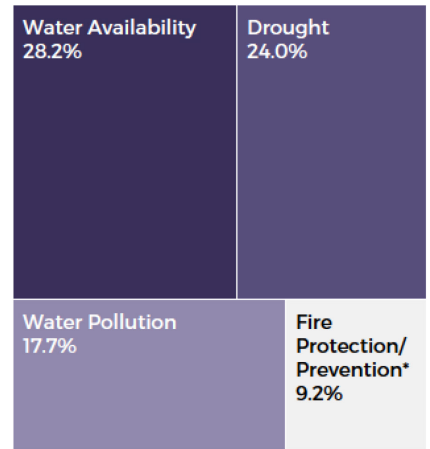 Water Availability
28.2%
Drought
24.0%
Water Pollution
17.7%
Fire
Protection/
Prevention*
9.2%